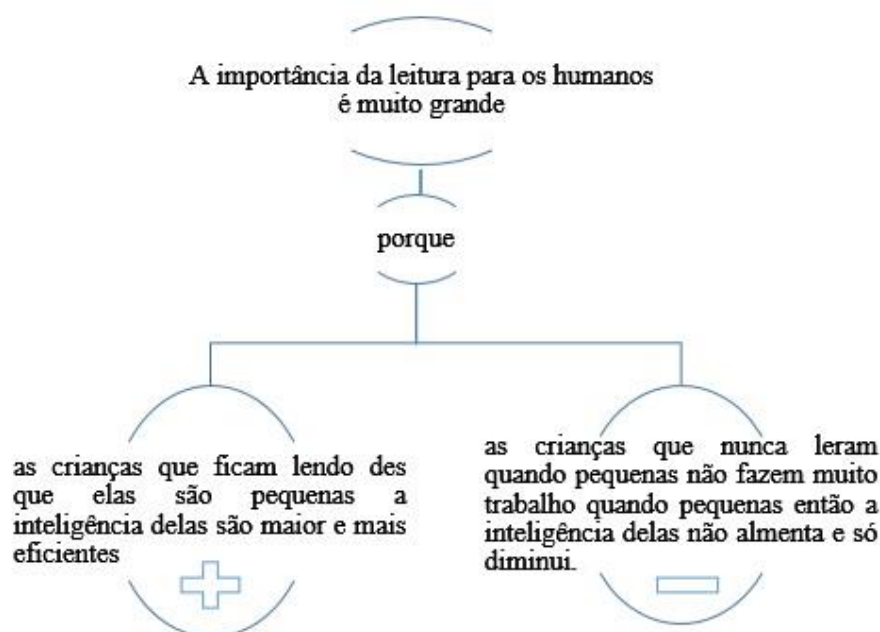 A importância da leitura para os humanos
é muito grande
porque
as crianças que ficam lendo des
que elas são pequenas a
inteligência delas são maior e mais
eficientes
as crianças que nunca leram
quando pequenas não fazem muito
trabalho quando pequenas então a
inteligência delas não almenta e só
diminui.